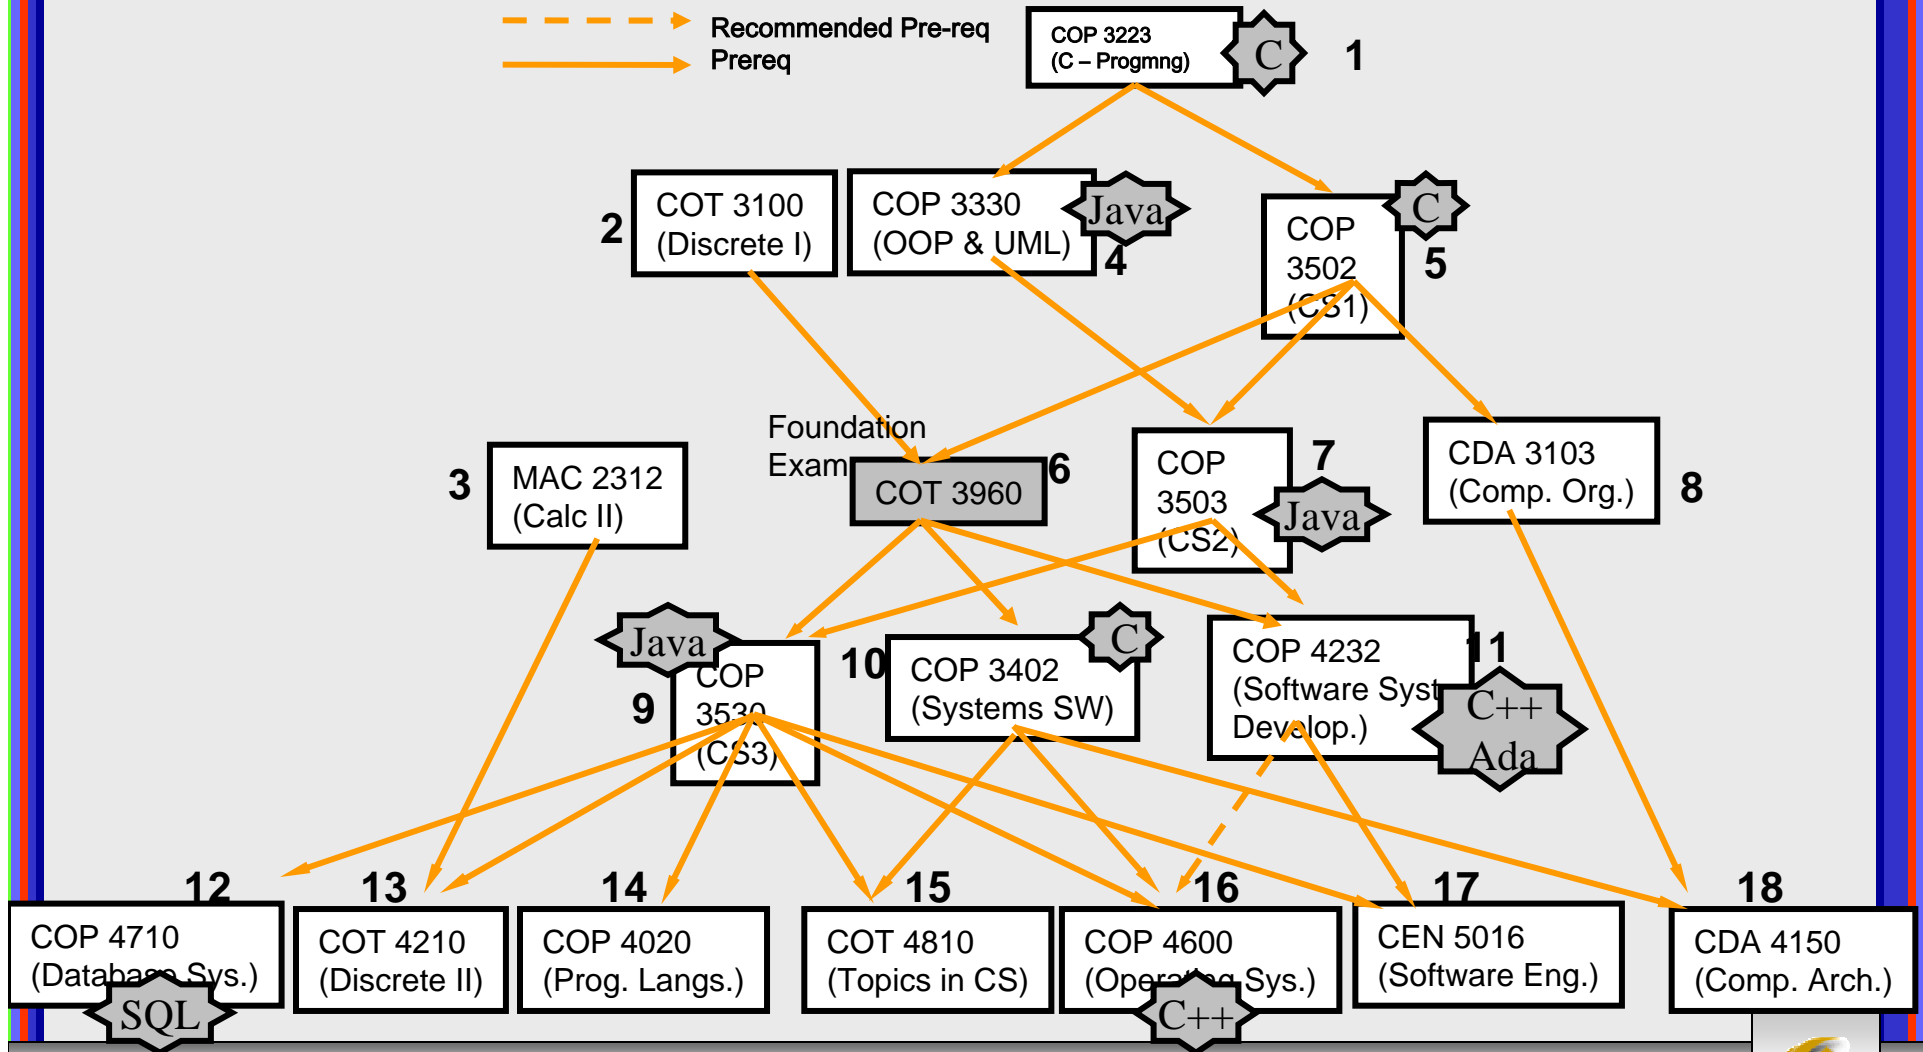 Recommended Pre-req
Prereq
COP 3223
(C – Progmng)
C
1
2
COT 3100
(Discrete I)
COP 3330
(OOP & UML)
Java
4
COP
3502
(CS1)
C
5
3
MAC 2312
(Calc II)
Foundation
Exam
COT 3960
6
COP
3503
(CS2)
7
Java
CDA 3103
(Comp. Org.)
8
Java
9
COP
3530
(CS3)
10
COP 3402
(Systems SW)
C
COP 4232
(Software Syst
Develop.)
11
C++
Ada
12
COP 4710
(Database Sys.)
SQL
13
COT 4210
(Discrete II)
14
COP 4020
(Prog. Langs.)
15
COT 4810
(Topics in CS)
16
COP 4600
(Operating Sys.)
C++
17
CEN 5016
(Software Eng.)
18
CDA 4150
(Comp. Arch.)